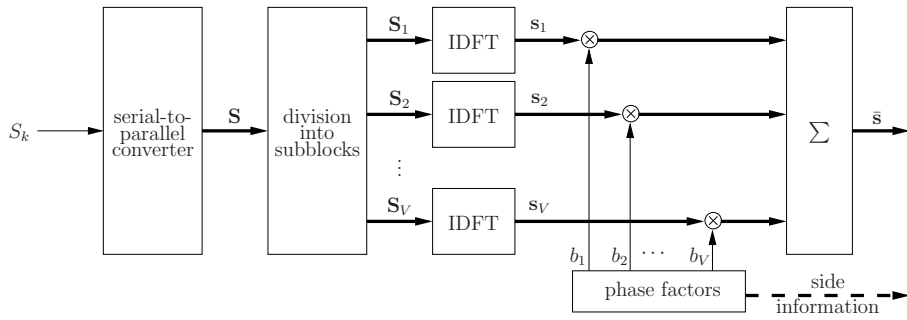 S_k
serial-to-
parallel
converter
S
division
into
subblocks
S_1
IDFT
s_1
⊗
S_2
IDFT
s_2
⊗
⋮
S_V
IDFT
s_V
⊗
∑
s̄
b_1
b_2
⋯
b_V
phase factors
side
information